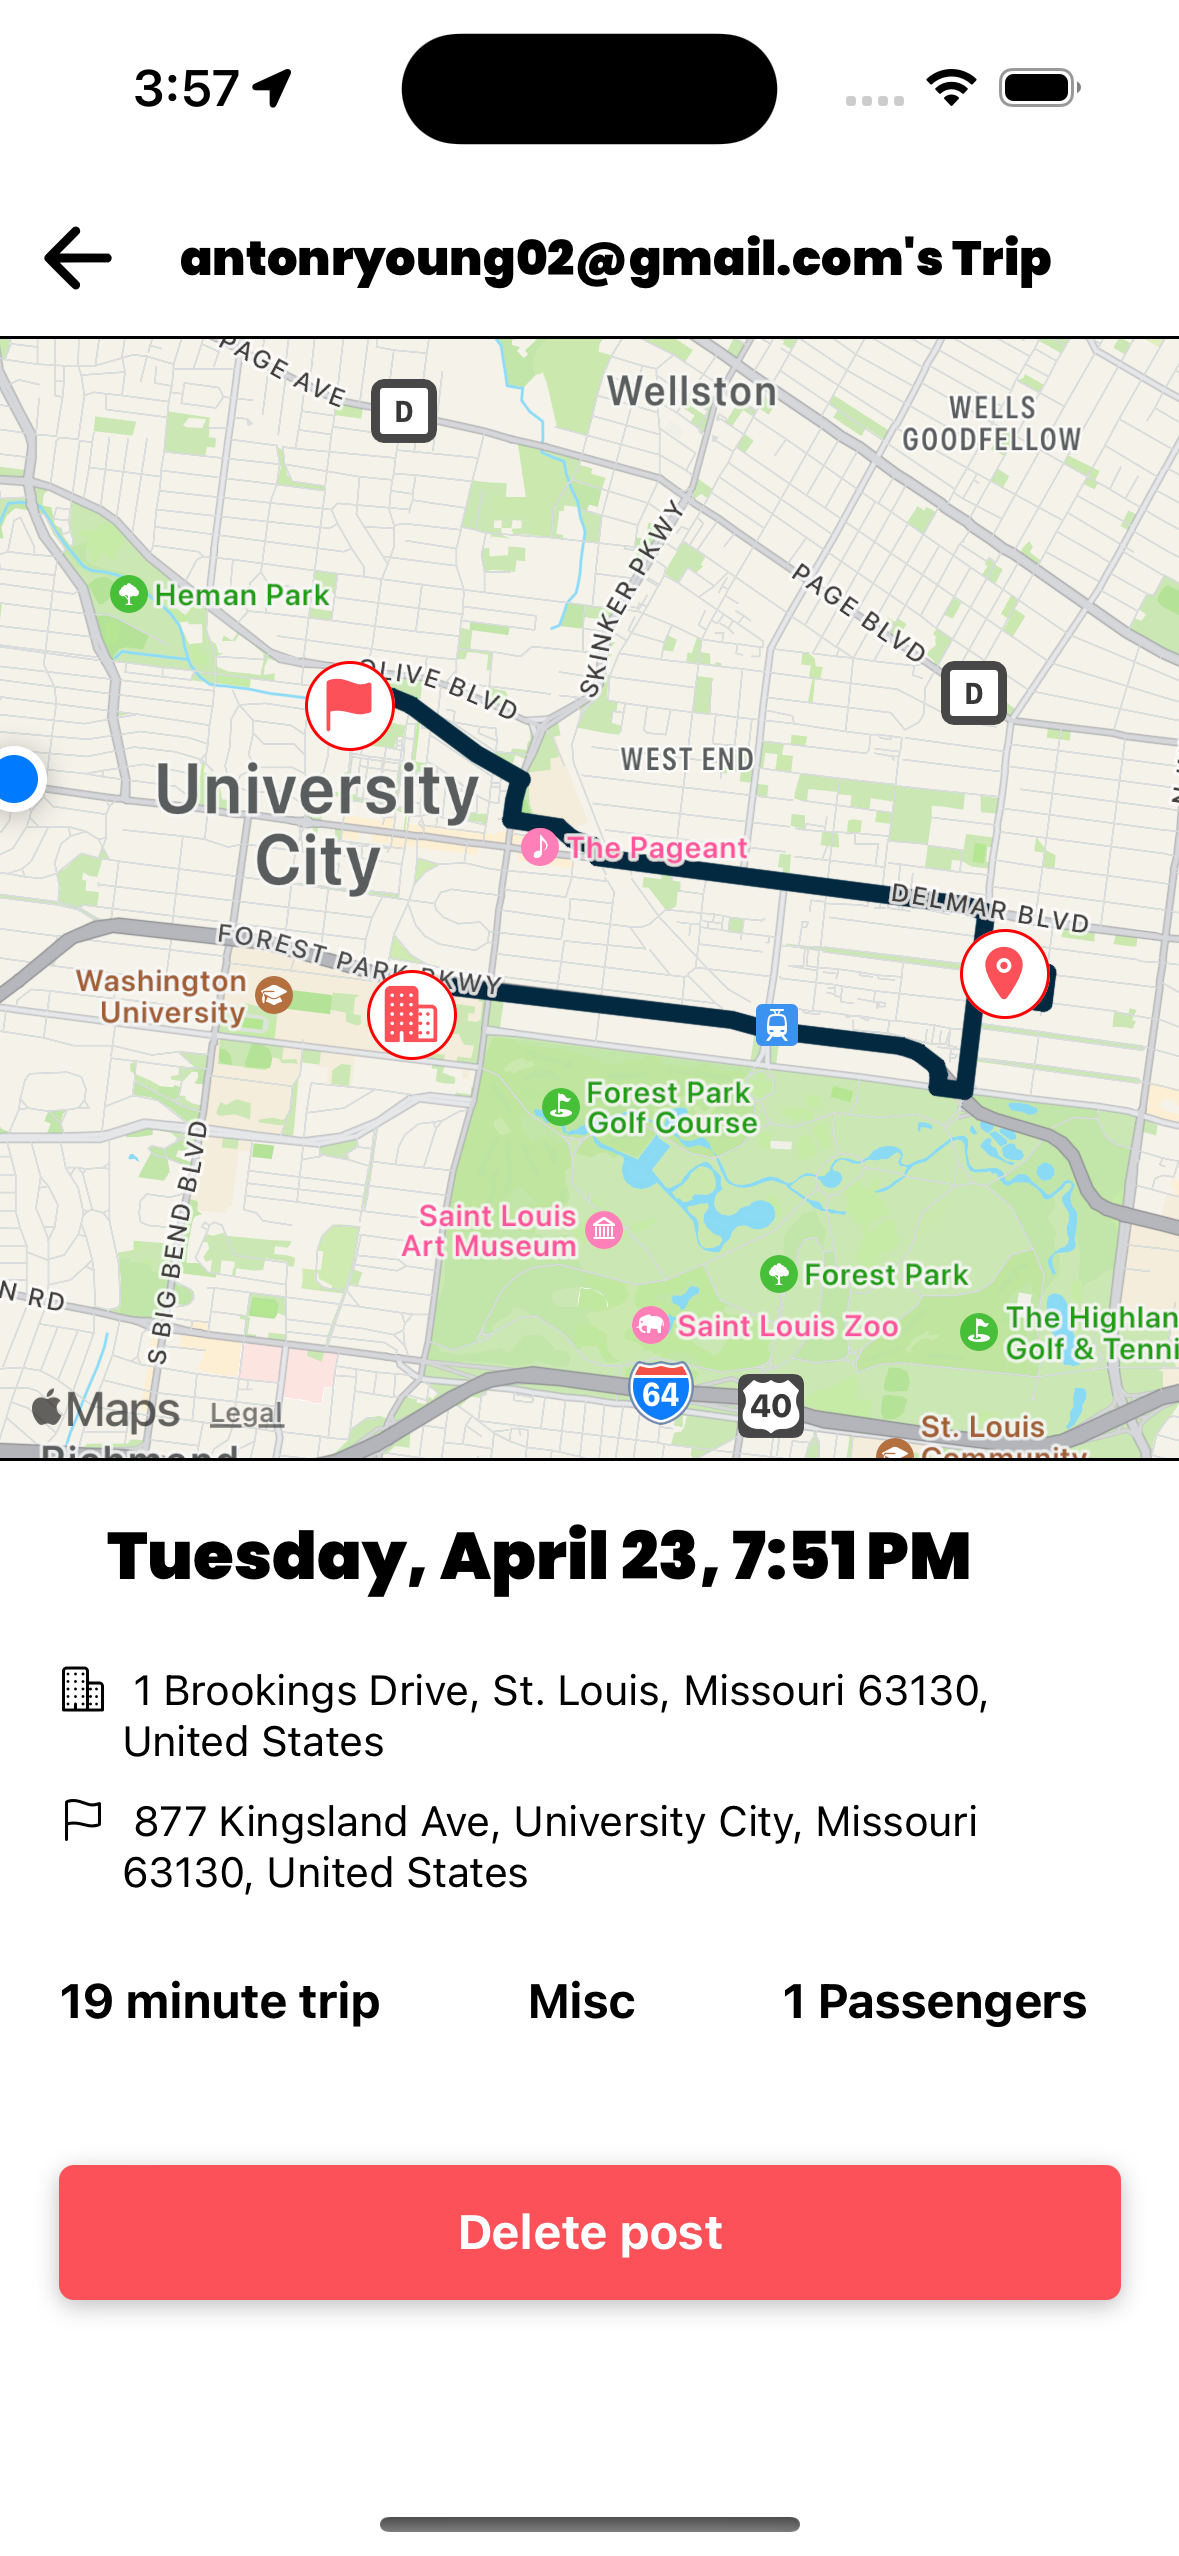 3:57
antonryoung02@gmail.com's Trip
PAGE AVE
D
Wellston
WELLS
GOODFELLOW
SKINKER PKWY
PAGE BLVD
Heman Park
OLIVE BLVD
D
WEST END
University
City
The Pageant
DELMAR BLVD
FOREST PARK PKWY
Washington
University
Forest Park
Golf Course
S BIG BEND BLVD
Saint Louis
Art Museum
Forest Park
N RD
Saint Louis Zoo
The Highlan
Golf & Tenni
64
40
Maps
Legal
St. Louis
Community
Richmond
Tuesday, April 23, 7:51 PM
1 Brookings Drive, St. Louis, Missouri 63130,
United States
877 Kingsland Ave, University City, Missouri
63130, United States
19 minute trip Misc 1 Passengers
Delete post